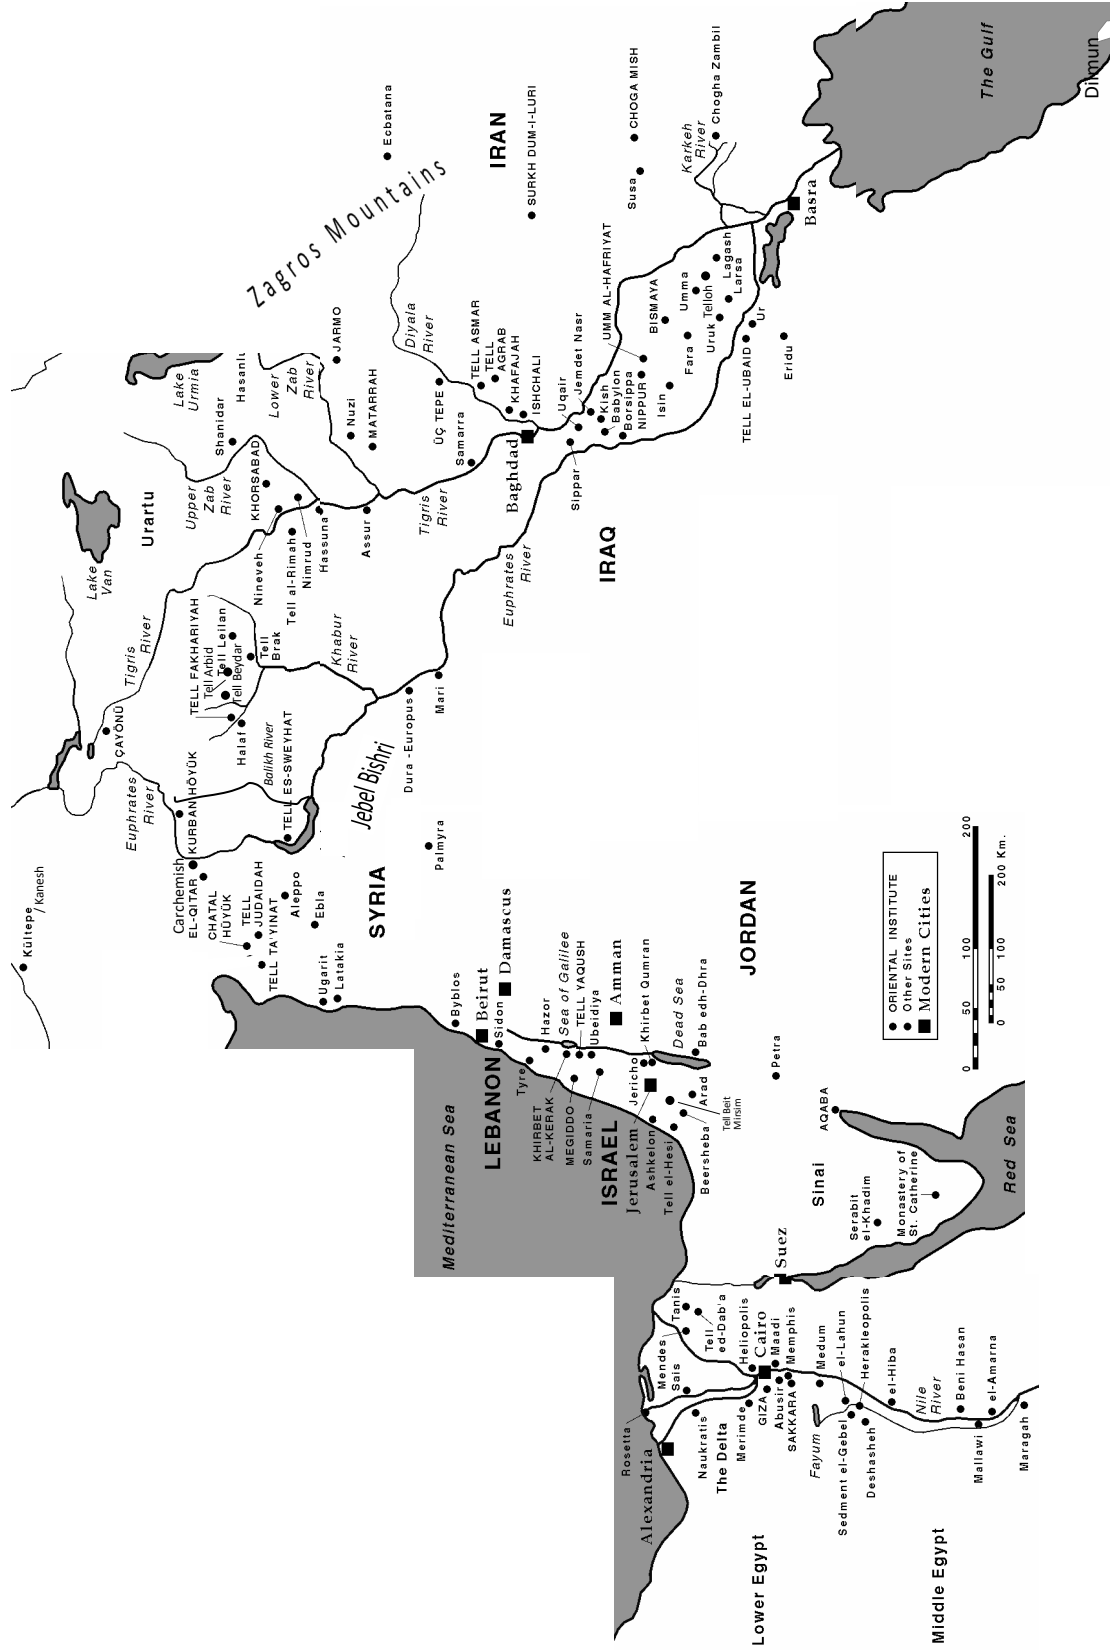 Kültepe
/ Kanesh
Euphrates
River
ÇAYÖNÜ
Tigris
River
Lake
Van
Urartu
Lake
Urmia
Hasanlu
Shanidar
Upper
Zab
River
Lower
Zab
River
KHORSABAD
Nineveh
Tell al-Rimah
Nimrud
Hassuna
Assur
Nuzi
MATARRAH
JARMO
Zagros Mountains
Ecbatana
IRAN
SURKH DUM-I-LURI
Carchemish
EL-QITAR
KURBAN HÖYÜK
CHATAL
HÜYÜK
TELL
JUDAIDAH
TELL TA'YINAT
Aleppo
Ebla
Ugarit
Latakia
Balikh River
TELL ES-SWEYHAT
Halaf
TELL FAKHARIYAH
Tell Arbid
Tell Leilan
Tell Beydar
Tell
Brak
Khabur
River
Jebel Bishri
SYRIA
Palmyra
Dura -Europus
Mari
Euphrates
River
Tigris
River
Samarra
ÜÇ TEPE
Diyala
River
TELL ASMAR
TELL
AGRAB
KHAFAJAH
ISHCHALI
Baghdad
IRAQ
Sippar
Uqair
Jemdet Nasr
Kish
Babylon
Borsippa
NIPPUR
UMM AL-HAFRIYAT
BISMAYA
Isin
Fara
Umma
Uruk
Telloh
Lagash
Larsa
TELL EL-UBAID
Ur
Eridu
Susa
CHOGA MISH
Chogha Zambil
Karkeh
River
Basra
The Gulf
Dilmun
Mediterranean Sea
Byblos
Beirut
Sidon
Damascus
LEBANON
Tyre
Hazor
Sea of Galilee
TELL YAQUSH
Ubeidiya
KHIRBET
AL-KERAK
MEGIDDO
Samaria
ISRAEL
Amman
Jericho
Khirbet Qumran
Jerusalem
Dead Sea
Bab edh-Dhra
Ashkelon
Tell el-Hesi
Arad
Tell Beit
Mirsim
Beersheba
JORDAN
Petra
AQABA
Sinai
Serabit
el-Khadim
Monastery of
St. Catherine
Red Sea
Suez
Rosetta
Alexandria
Mendes
Sais
Tanis
Tell
ed-Dab'a
Naukratis
The Delta
Merimde
Heliopolis
Cairo
Maadi
GIZA
Abusir
Memphis
SAKKARA
Medum
Fayum
el-Lahun
Sedment el-Gebel
Herakleopolis
Deshasheh
el-Hiba
Nile
River
Beni Hasan
el-Amarna
Mallawi
Maragah
Lower Egypt
Middle Egypt
ORIENTAL INSTITUTE
Other Sites
Modern Cities
0 50 100 200
0 50 100 200 Km.